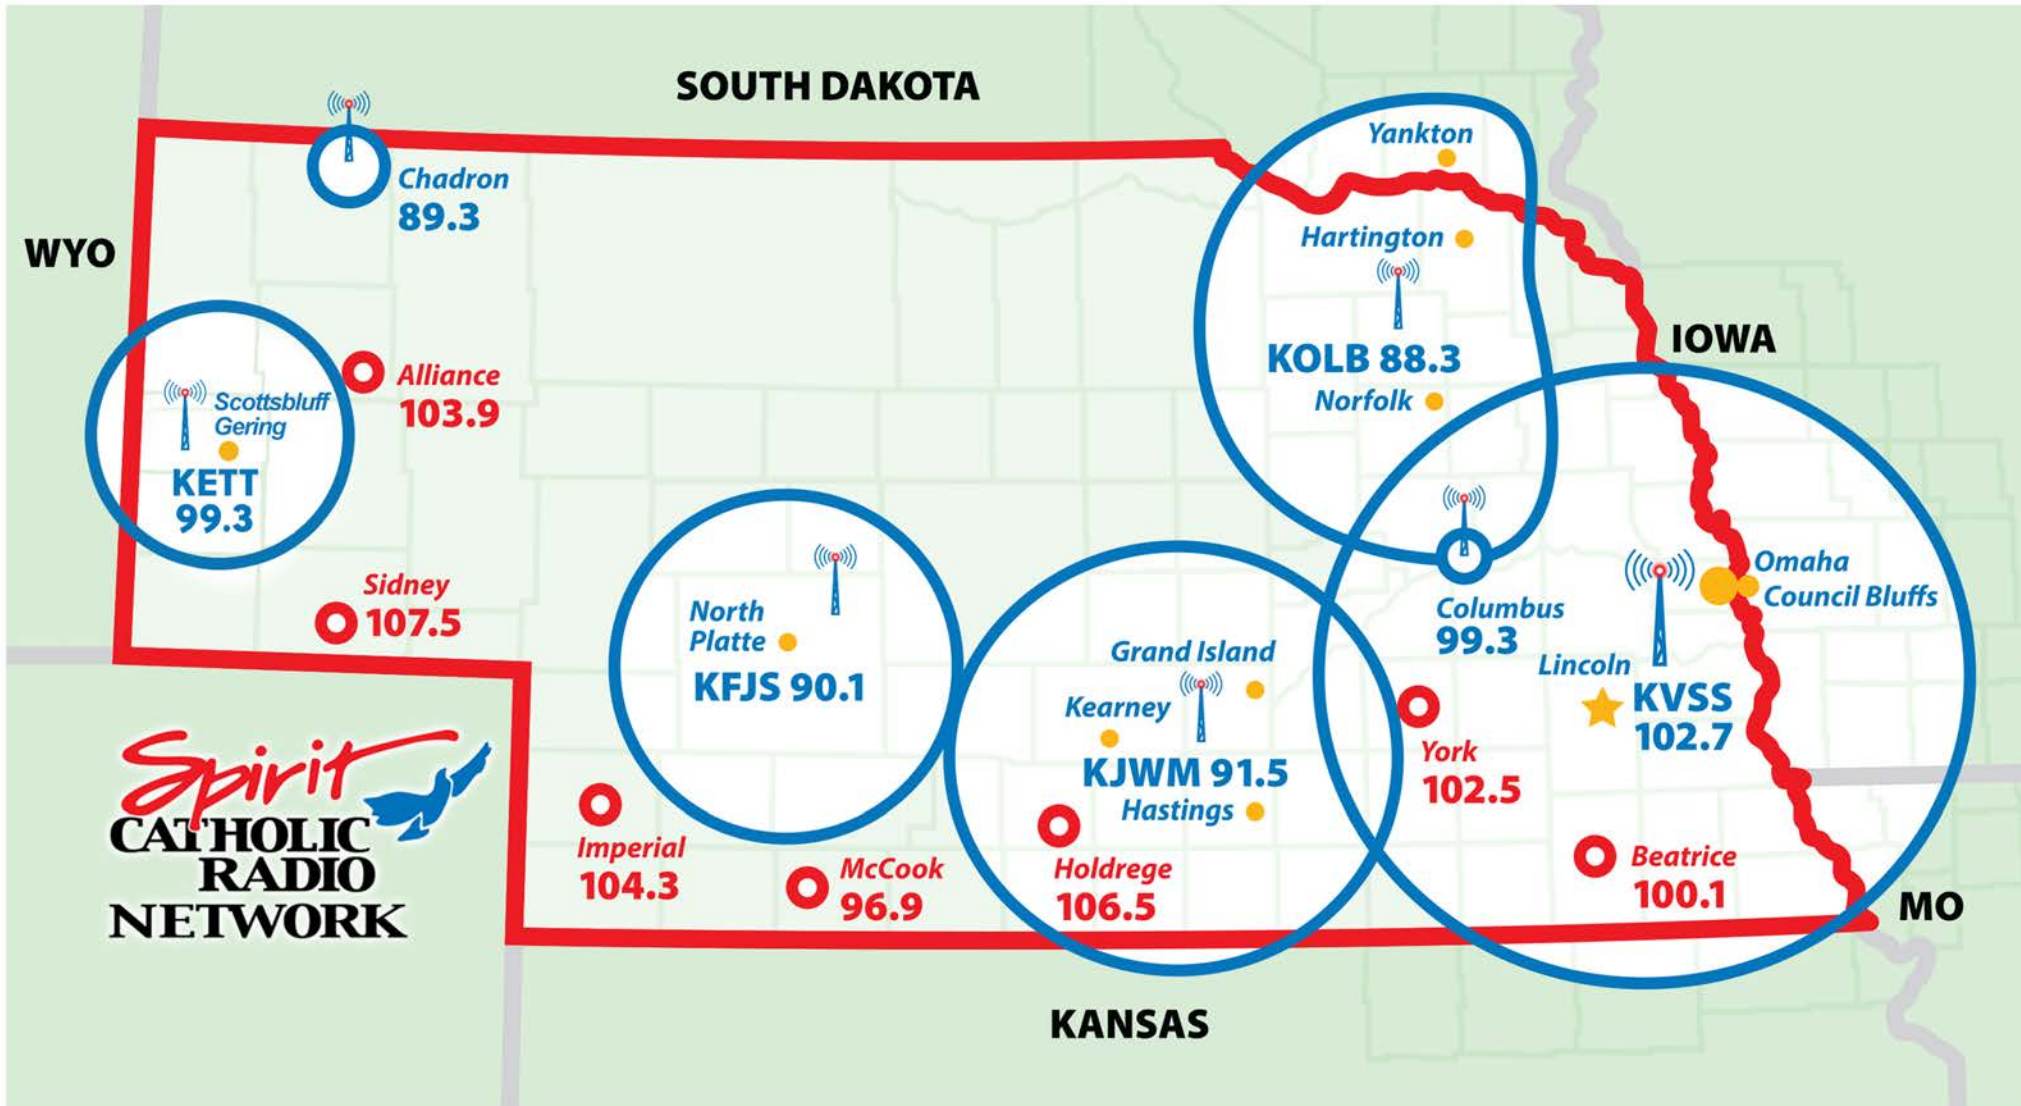 SOUTH DAKOTA
Yankton
Chadron
89.3
WYO
Hartington
IOWA
KOLB 88.3
Norfolk
Alliance
103.9
Scottsbluff
Gering
KETT
99.3
Sidney
107.5
North
Platte
KFJS 90.1
Grand Island
Kearney
KJWM 91.5
Hastings
Columbus
99.3
Omaha
Council Bluffs
Lincoln
KVSS
102.7
York
102.5
Imperial
104.3
McCook
96.9
Holdrege
106.5
Beatrice
100.1
MO
Spirit
CATHOLIC
RADIO
NETWORK
KANSAS